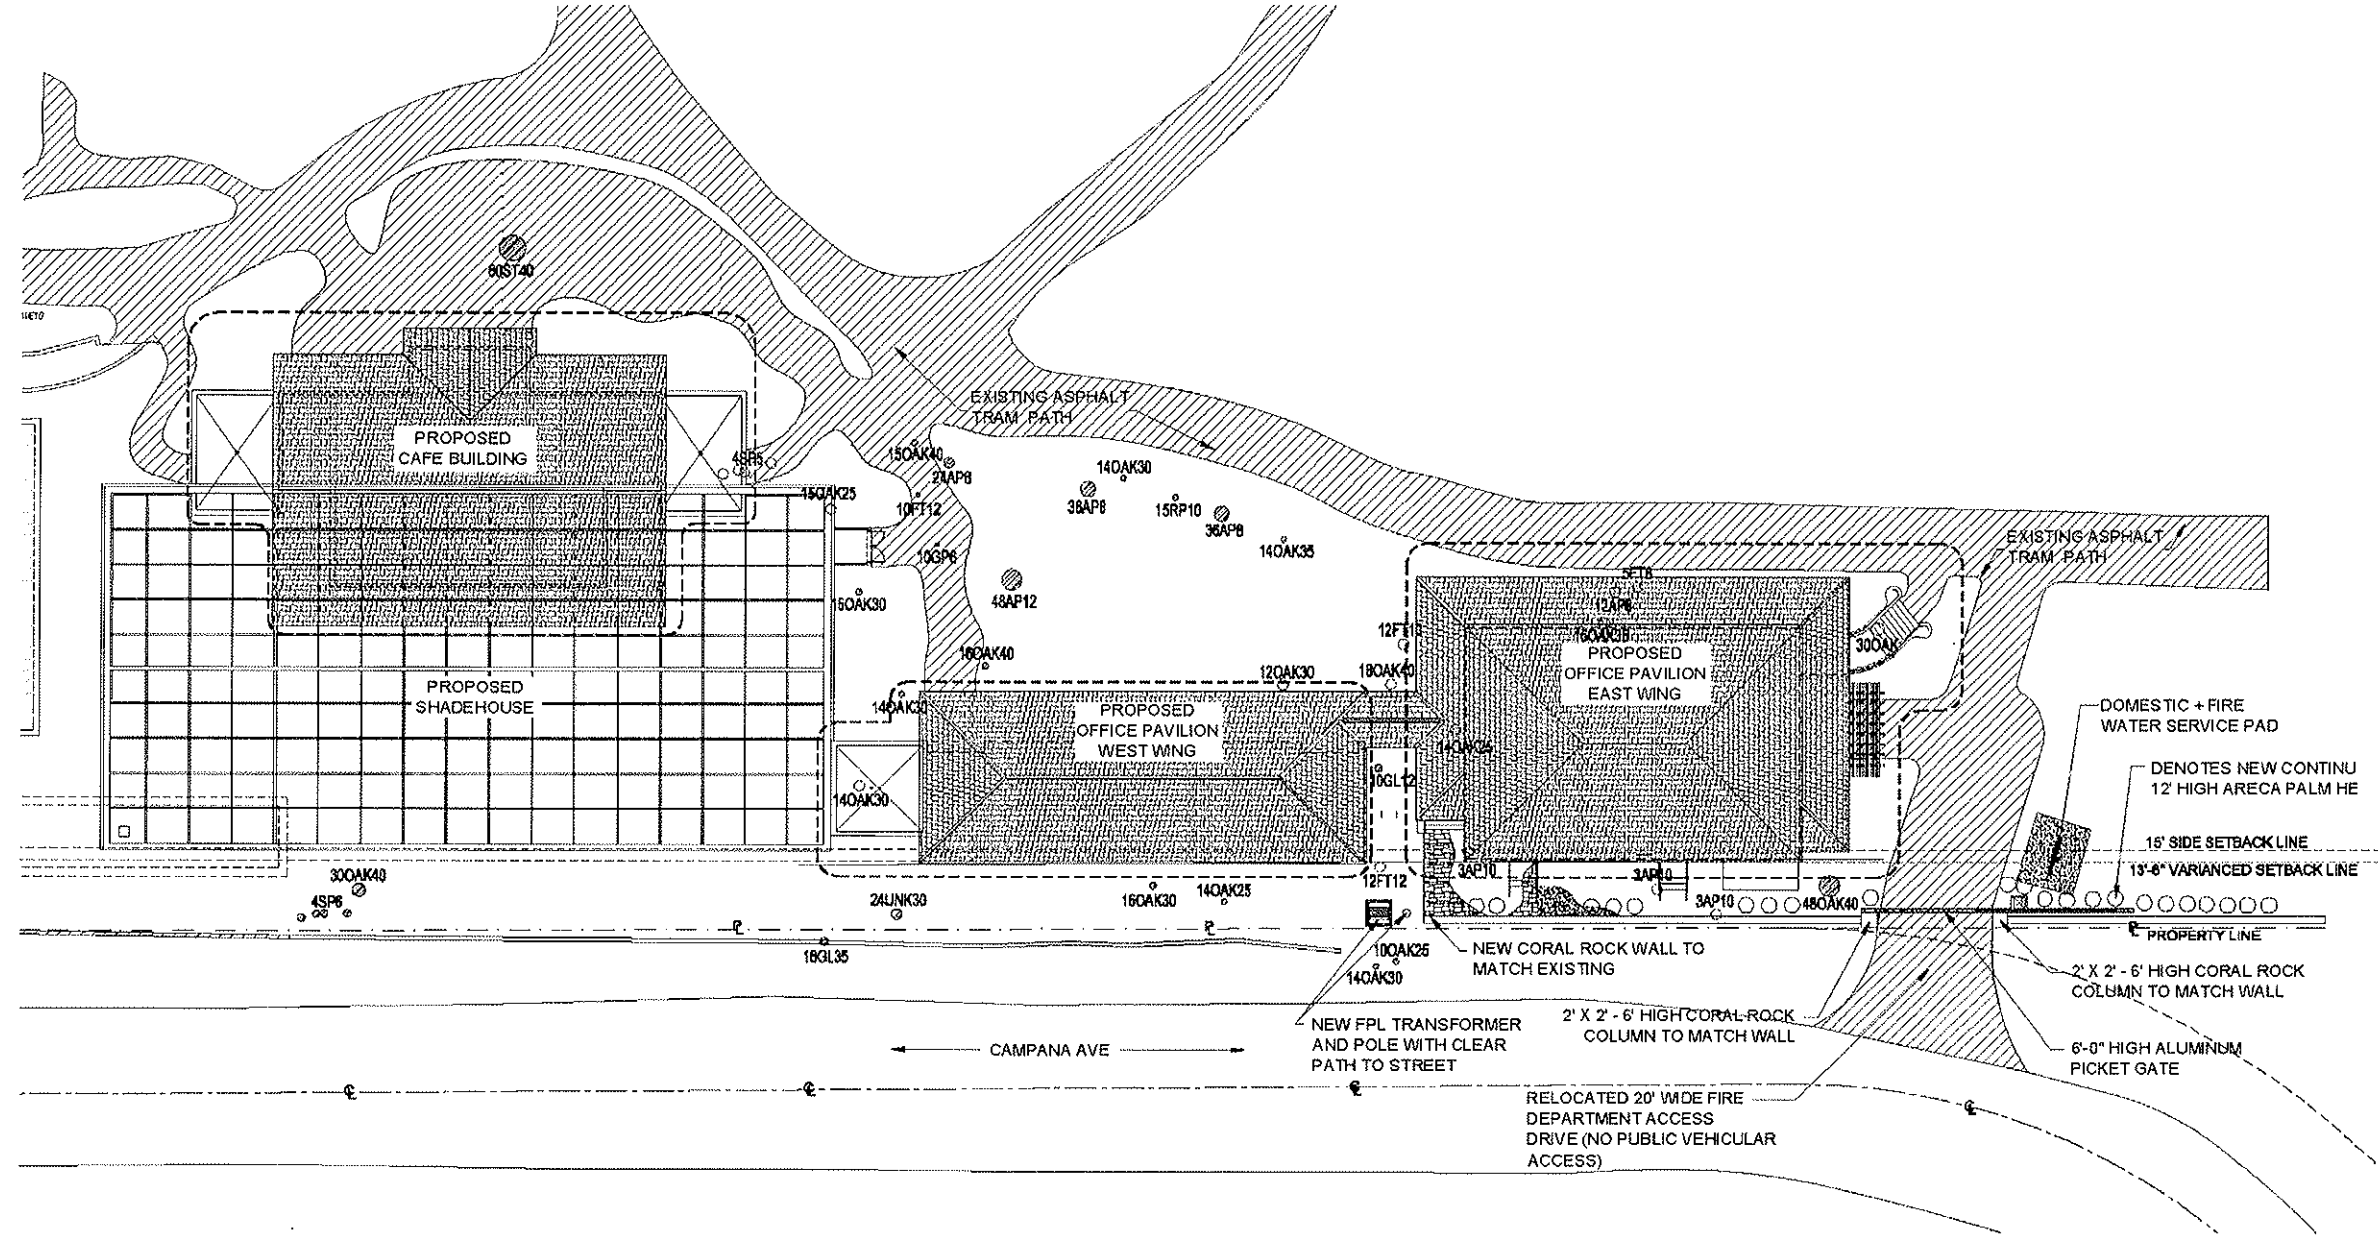 60ST40
EXISTING ASPHALT
TRAM PATH
PROPOSED
CAFE BUILDING
4SP5
15OAK40
24AP8
14OAK30
15OAK25
10FT12
38AP8
15RP10
36AP8
14OAK35
EXISTING ASPHALT
TRAM PATH
10GP6
48AP12
15OAK30
5FT8
12AP8
16OAK40
PROPOSED
OFFICE PAVILION
EAST WING
30OAK
12OAK30
18OAK40
PROPOSED
SHADEHOUSE
14OAK30
PROPOSED
OFFICE PAVILION
WEST WING
DOMESTIC + FIRE
WATER SERVICE PAD
14OAK25
10GL12
14OAK30
DENOTES NEW CONTINU
12' HIGH ARECA PALM HE
15' SIDE SETBACK LINE
13'-6" VARIANCED SETBACK LINE
30OAK40
4SP6
24UNK30
16OAK30
14OAK25
12FT12
3AP10
3AP10
3AP10
48OAK40
PROPERTY LINE
18GL35
10OAK25
14OAK30
NEW CORAL ROCK WALL TO
MATCH EXISTING
2' X 2' - 6' HIGH CORAL ROCK
COLUMN TO MATCH WALL
NEW FPL TRANSFORMER
AND POLE WITH CLEAR
PATH TO STREET
2' X 2' - 6' HIGH CORAL ROCK
COLUMN TO MATCH WALL
CAMPANA AVE
6'-0" HIGH ALUMINUM
PICKET GATE
RELOCATED 20' WIDE FIRE
DEPARTMENT ACCESS
DRIVE (NO PUBLIC VEHICULAR
ACCESS)